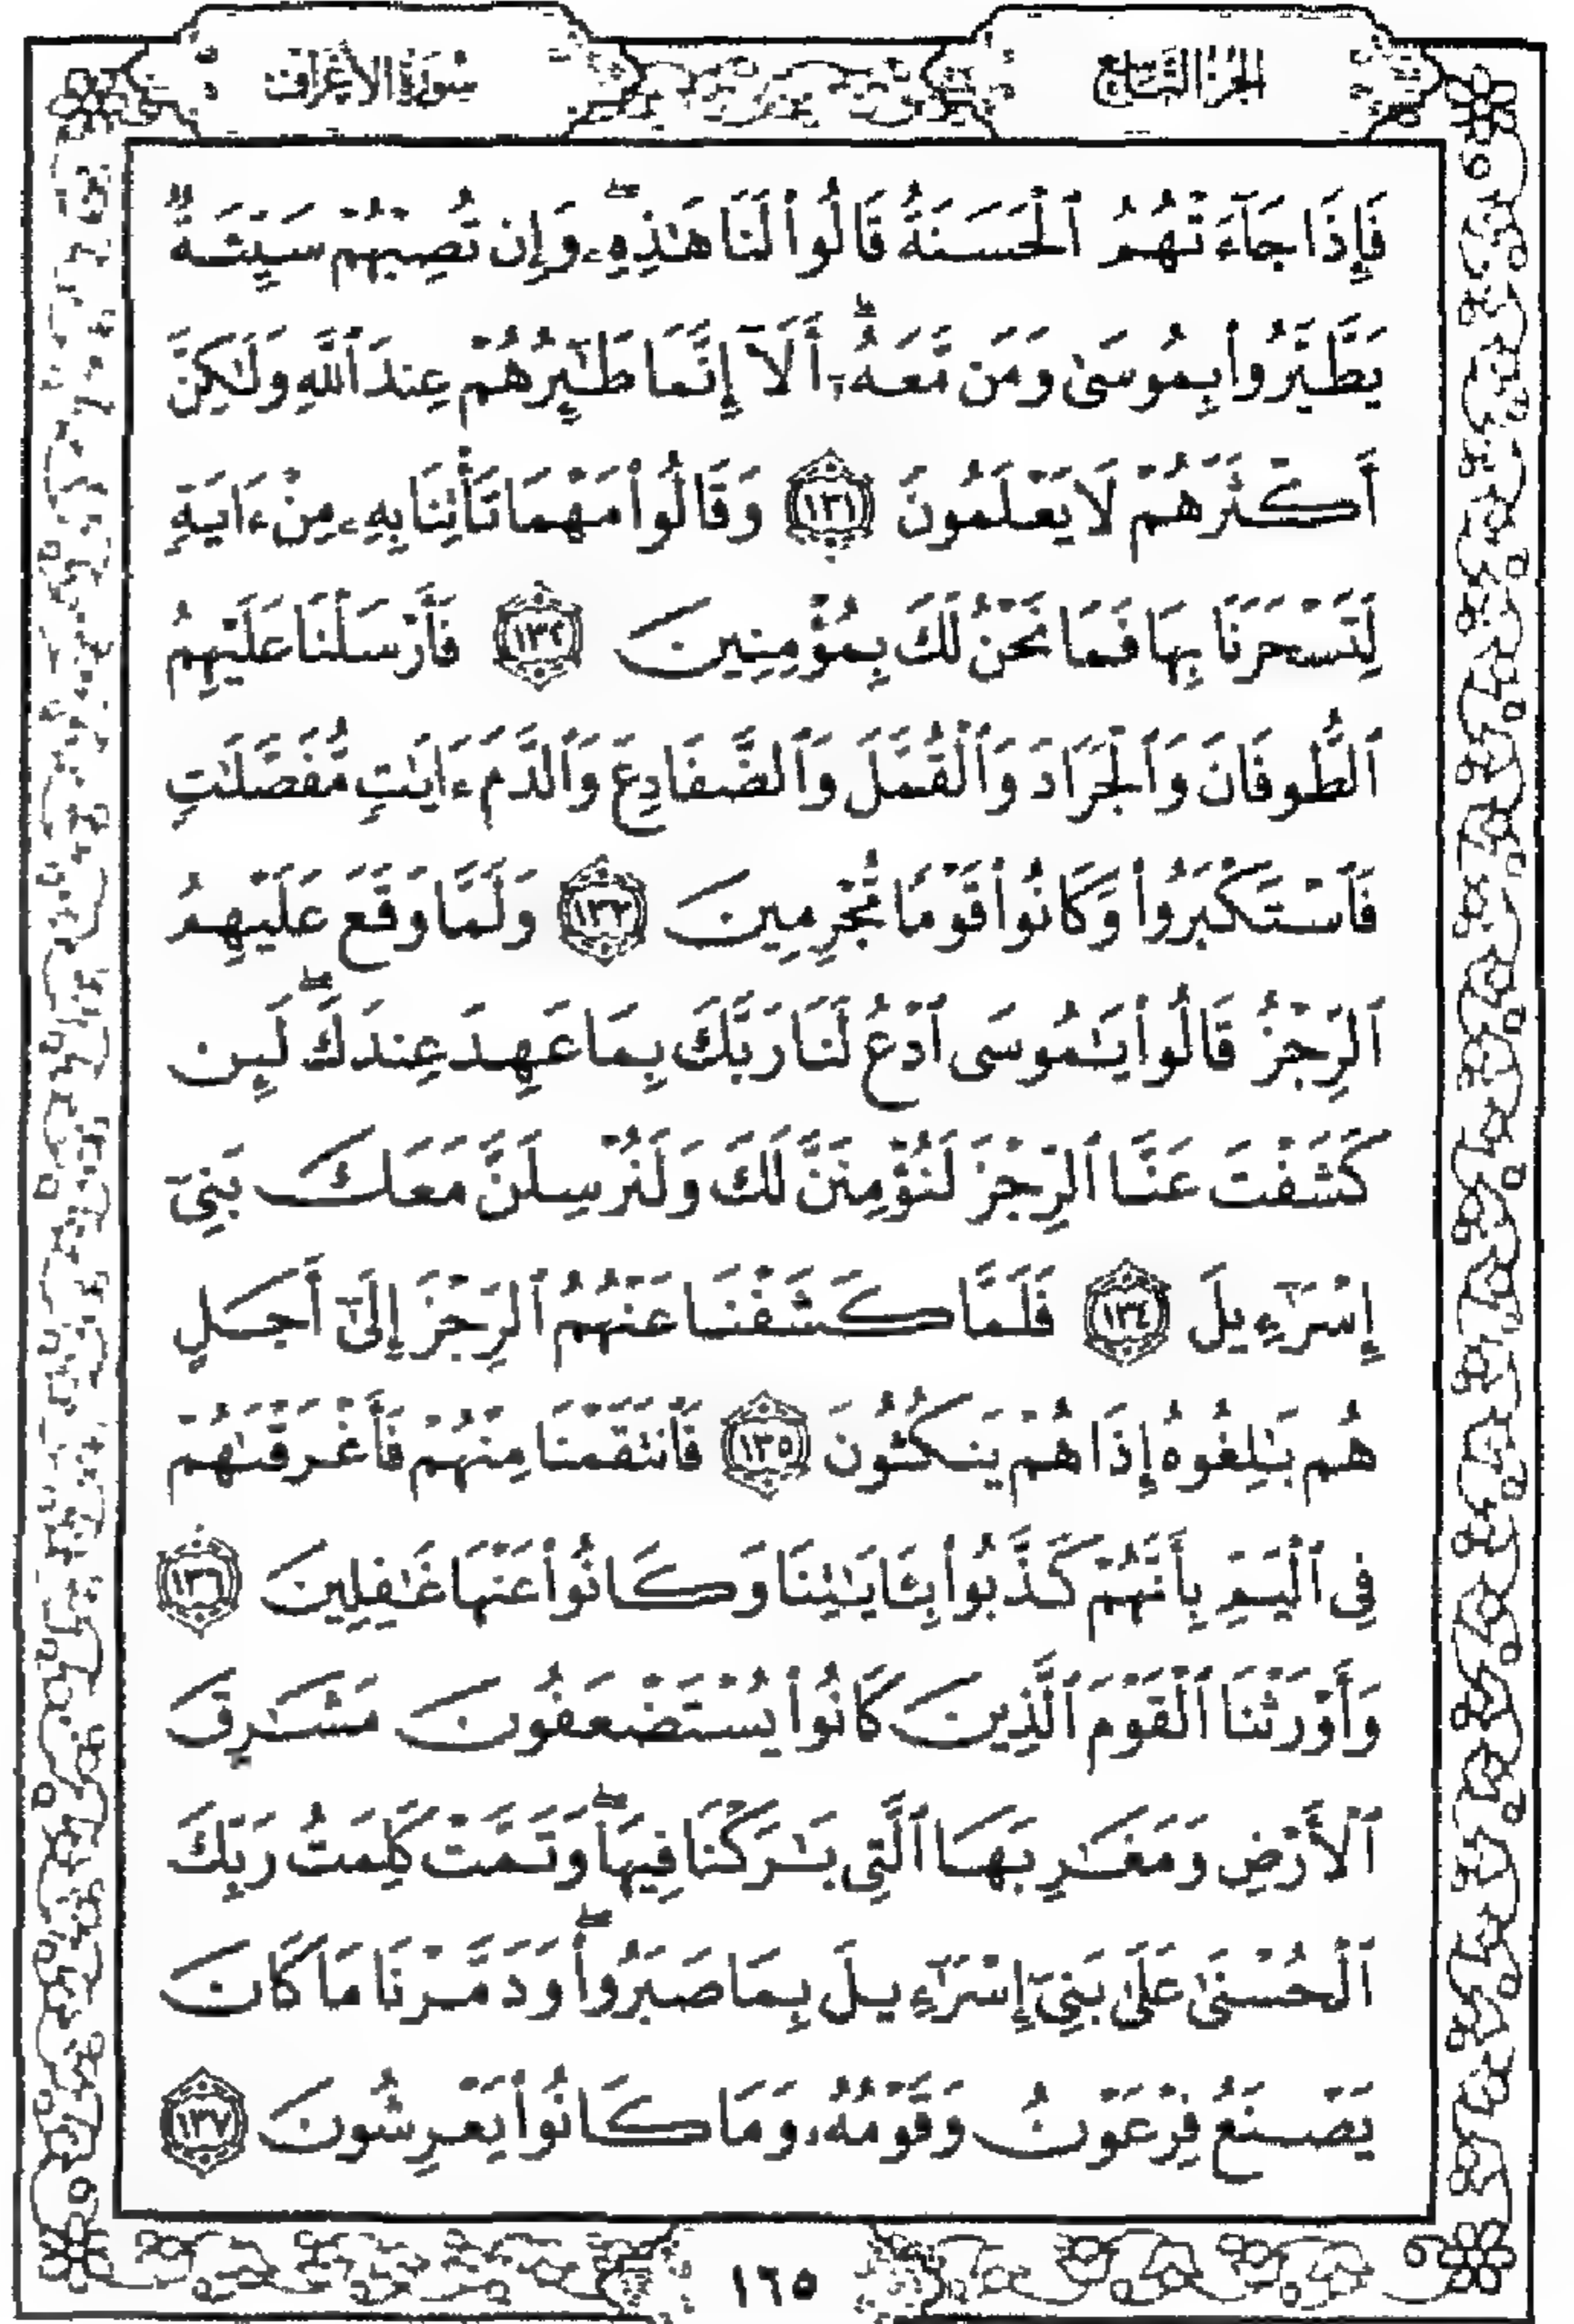 الجزء التاسع
سورة الأعراف
فَإِذَا جَآءَتْهُمُ ٱلْحَسَنَةُ قَالُوا۟ لَنَا هَـٰذِهِۦ ۖ وَإِن تُصِبْهُمْ سَيِّئَةٌ
يَطَّيَّرُوا۟ بِمُوسَىٰ وَمَن مَّعَهُۥٓ ۗ أَلَآ إِنَّمَا طَـٰٓئِرُهُمْ عِندَ ٱللَّهِ وَلَـٰكِنَّ
أَكْثَرَهُمْ لَا يَعْلَمُونَ ١٣١ وَقَالُوا۟ مَهْمَا تَأْتِنَا بِهِۦ مِنْ ءَايَةٍ
لِّتَسْحَرَنَا بِهَا فَمَا نَحْنُ لَكَ بِمُؤْمِنِينَ ١٣٢ فَأَرْسَلْنَا عَلَيْهِمُ
ٱلطُّوفَانَ وَٱلْجَرَادَ وَٱلْقُمَّلَ وَٱلضَّفَادِعَ وَٱلدَّمَ ءَايَـٰتٍ مُّفَصَّلَـٰتٍ
فَٱسْتَكْبَرُوا۟ وَكَانُوا۟ قَوْمًا مُّجْرِمِينَ ١٣٣ وَلَمَّا وَقَعَ عَلَيْهِمُ
ٱلرِّجْزُ قَالُوا۟ يَـٰمُوسَى ٱدْعُ لَنَا رَبَّكَ بِمَا عَهِدَ عِندَكَ ۖ لَئِن
كَشَفْتَ عَنَّا ٱلرِّجْزَ لَنُؤْمِنَنَّ لَكَ وَلَنُرْسِلَنَّ مَعَكَ بَنِىٓ
إِسْرَٰٓءِيلَ ١٣٤ فَلَمَّا كَشَفْنَا عَنْهُمُ ٱلرِّجْزَ إِلَىٰٓ أَجَلٍ
هُم بَـٰلِغُوهُ إِذَا هُمْ يَنكُثُونَ ١٣٥ فَٱنتَقَمْنَا مِنْهُمْ فَأَغْرَقْنَـٰهُمْ
فِى ٱلْيَمِّ بِأَنَّهُمْ كَذَّبُوا۟ بِـَٔايَـٰتِنَا وَكَانُوا۟ عَنْهَا غَـٰفِلِينَ ١٣٦
وَأَوْرَثْنَا ٱلْقَوْمَ ٱلَّذِينَ كَانُوا۟ يُسْتَضْعَفُونَ مَشَـٰرِقَ
ٱلْأَرْضِ وَمَغَـٰرِبَهَا ٱلَّتِى بَـٰرَكْنَا فِيهَا ۖ وَتَمَّتْ كَلِمَتُ رَبِّكَ
ٱلْحُسْنَىٰ عَلَىٰ بَنِىٓ إِسْرَٰٓءِيلَ بِمَا صَبَرُوا۟ ۖ وَدَمَّرْنَا مَا كَانَ
يَصْنَعُ فِرْعَوْنُ وَقَوْمُهُۥ وَمَا كَانُوا۟ يَعْرِشُونَ ١٣٧
١٦٥